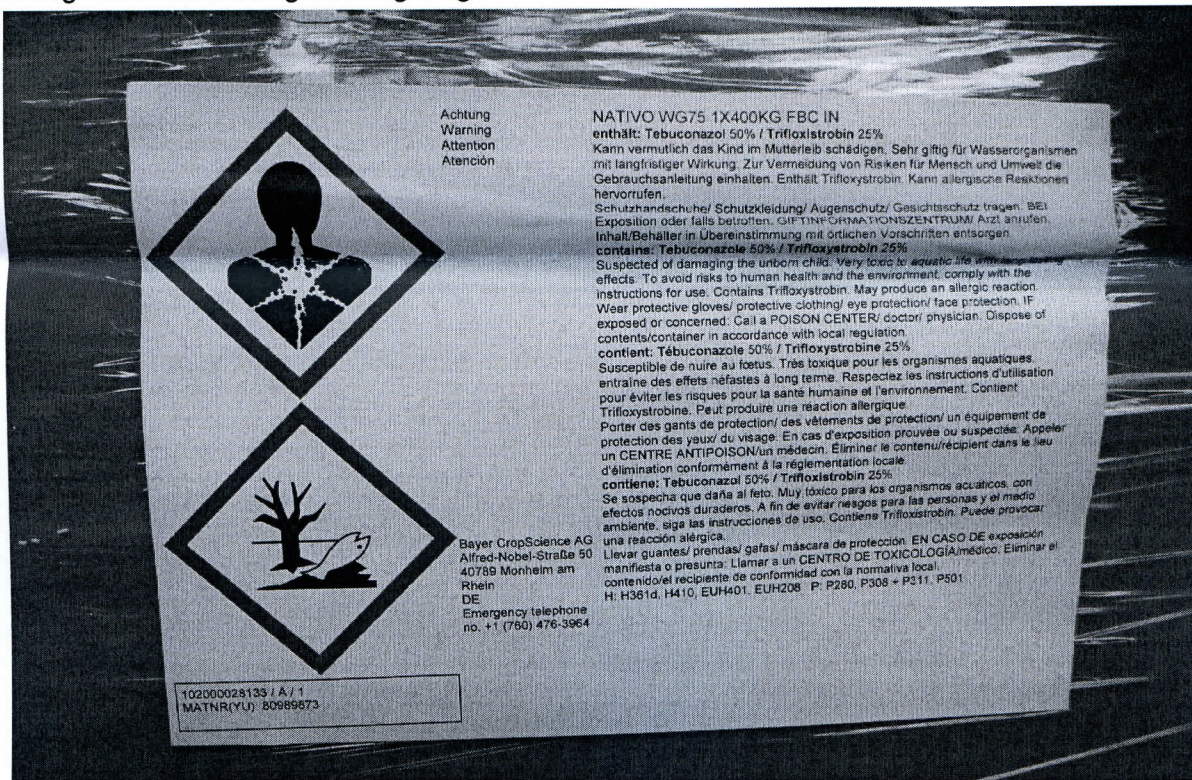 Achtung
Warning
Attention
Atención
NATIVO WG75 1X400KG FBC IN
enthält: Tebuconazol 50% / Trifloxistrobin 25%
Kann vermutlich das Kind im Mutterleib schädigen. Sehr giftig für Wasserorganismen
mit langfristiger Wirkung. Zur Vermeidung von Risiken für Mensch und Umwelt die
Gebrauchsanleitung einhalten. Enthält Trifloxystrobin. Kann allergische Reaktionen
hervorrufen.
Schutzhandschuhe/ Schutzkleidung/ Augenschutz/ Gesichtsschutz tragen. BEI
Exposition oder falls betroffen: GIFTINFORMATIONSZENTRUM/ Arzt anrufen.
Inhalt/Behälter in Übereinstimmung mit örtlichen Vorschriften entsorgen.
contains: Tebuconazole 50% / Trifloxystrobin 25%
Suspected of damaging the unborn child. Very toxic to aquatic life with long lasting
effects. To avoid risks to human health and the environment, comply with the
instructions for use. Contains Trifloxystrobin. May produce an allergic reaction.
Wear protective gloves/ protective clothing/ eye protection/ face protection. IF
exposed or concerned: Call a POISON CENTER/ doctor/ physician. Dispose of
contents/container in accordance with local regulation.
contient: Tébuconazole 50% / Trifloxystrobine 25%
Susceptible de nuire au fœtus. Très toxique pour les organismes aquatiques,
entraîne des effets néfastes à long terme. Respectez les instructions d'utilisation
pour éviter les risques pour la santé humaine et l'environnement. Contient
Trifloxystrobine. Peut produire une réaction allergique.
Porter des gants de protection/ des vêtements de protection/ un équipement de
protection des yeux/ du visage. En cas d'exposition prouvée ou suspectée: Appeler
un CENTRE ANTIPOISON/un médecin. Éliminer le contenu/récipient dans le lieu
d'élimination conformément à la réglementation locale.
contiene: Tebuconazol 50% / Trifloxistrobin 25%
Se sospecha que daña al feto. Muy tóxico para los organismos acuáticos, con
efectos nocivos duraderos. A fin de evitar riesgos para las personas y el medio
ambiente, siga las instrucciones de uso. Contiene Trifloxistrobin. Puede provocar
una reacción alérgica.
Llevar guantes/ prendas/ gafas/ máscara de protección. EN CASO DE exposición
manifiesta o presunta: Llamar a un CENTRO DE TOXICOLOGÍA/médico. Eliminar el
contenido/el recipiente de conformidad con la normativa local.
H: H361d, H410, EUH401, EUH208 P: P280, P308 + P311, P501
Bayer CropScience AG
Alfred-Nobel-Straße 50
40789 Monheim am
Rhein
DE
Emergency telephone
no. +1 (760) 476-3964
102000028133 / A / 1
MATNR(YU) 80989873